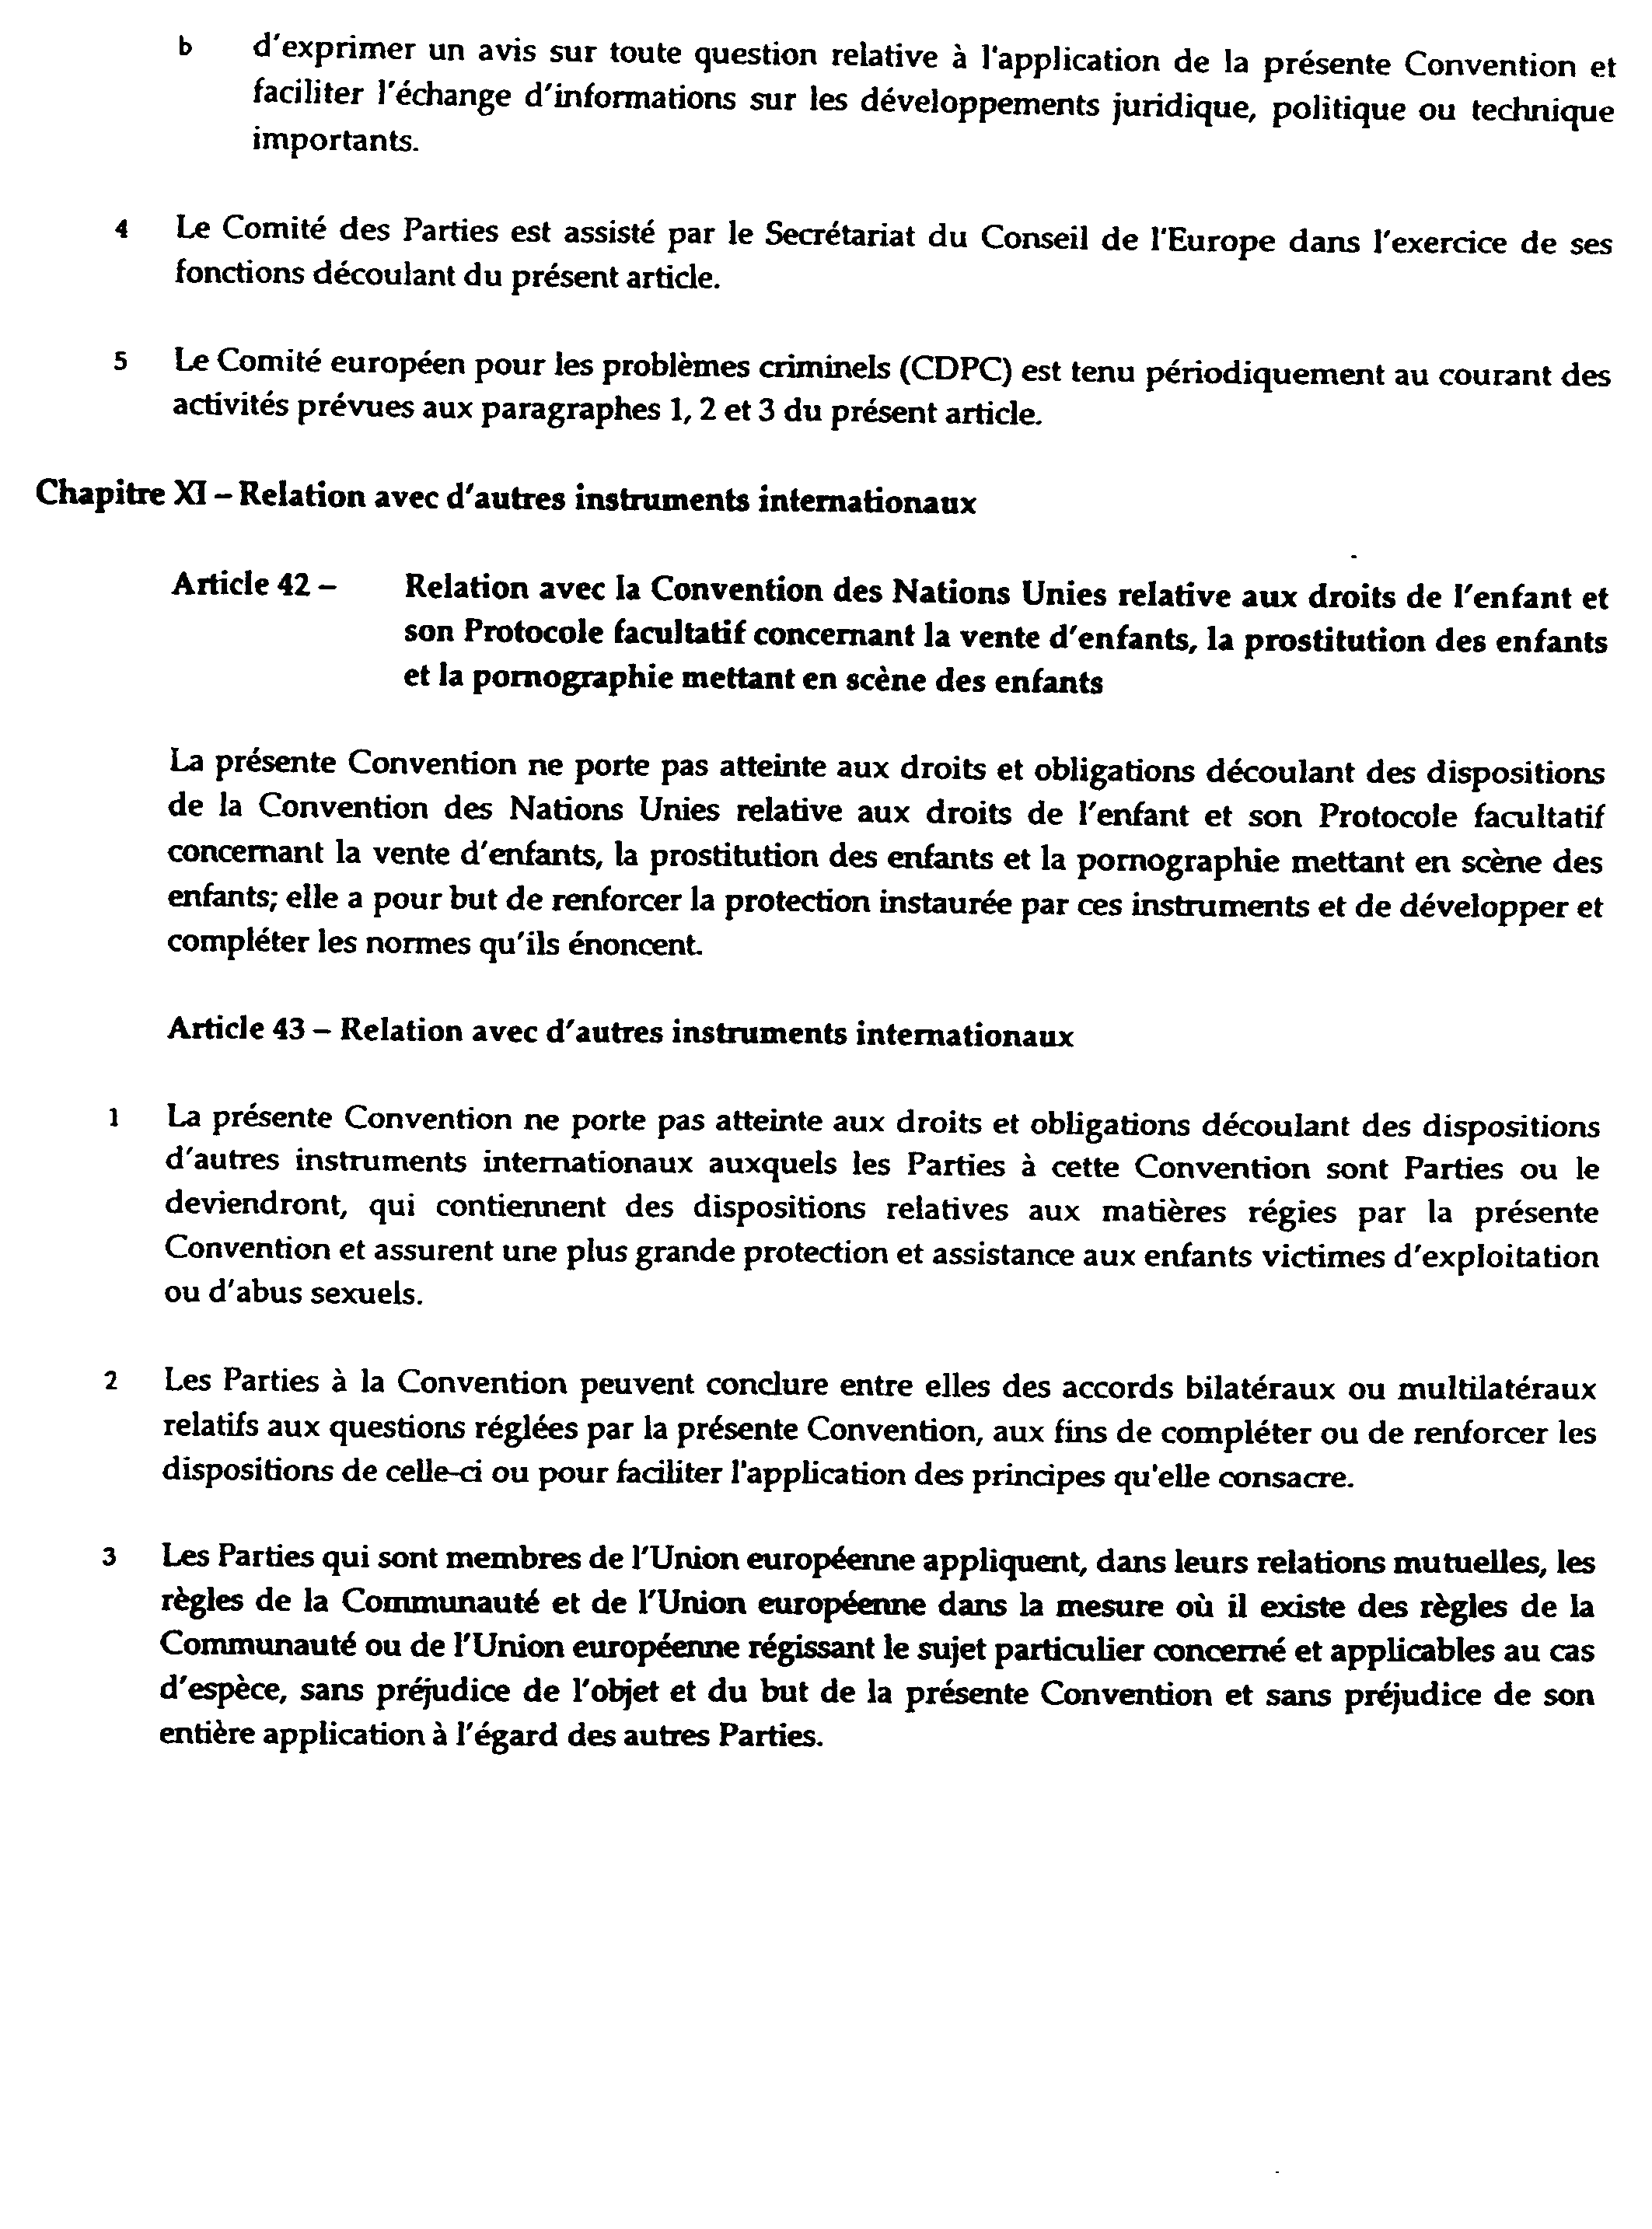 b d'exprimer un avis sur toute question relative à l'application de la présente Convention et
faciliter l'échange d'informations sur les développements juridique, politique ou technique
importants.
4 Le Comité des Parties est assisté par le Secrétariat du Conseil de l'Europe dans l'exercice de ses
fonctions découlant du présent article.
5 Le Comité européen pour les problèmes criminels (CDPC) est tenu périodiquement au courant des
activités prévues aux paragraphes 1, 2 et 3 du présent article.
Chapitre XI – Relation avec d'autres instruments internationaux
Article 42 – Relation avec la Convention des Nations Unies relative aux droits de l'enfant et
son Protocole facultatif concernant la vente d'enfants, la prostitution des enfants
et la pornographie mettant en scène des enfants
La présente Convention ne porte pas atteinte aux droits et obligations découlant des dispositions
de la Convention des Nations Unies relative aux droits de l'enfant et son Protocole facultatif
concernant la vente d'enfants, la prostitution des enfants et la pornographie mettant en scène des
enfants; elle a pour but de renforcer la protection instaurée par ces instruments et de développer et
compléter les normes qu'ils énoncent.
Article 43 – Relation avec d'autres instruments internationaux
1 La présente Convention ne porte pas atteinte aux droits et obligations découlant des dispositions
d'autres instruments internationaux auxquels les Parties à cette Convention sont Parties ou le
deviendront, qui contiennent des dispositions relatives aux matières régies par la présente
Convention et assurent une plus grande protection et assistance aux enfants victimes d'exploitation
ou d'abus sexuels.
2 Les Parties à la Convention peuvent conclure entre elles des accords bilatéraux ou multilatéraux
relatifs aux questions réglées par la présente Convention, aux fins de compléter ou de renforcer les
dispositions de celle-ci ou pour faciliter l'application des principes qu'elle consacre.
3 Les Parties qui sont membres de l'Union européenne appliquent, dans leurs relations mutuelles, les
règles de la Communauté et de l'Union européenne dans la mesure où il existe des règles de la
Communauté ou de l'Union européenne régissant le sujet particulier concerné et applicables au cas
d'espèce, sans préjudice de l'objet et du but de la présente Convention et sans préjudice de son
entière application à l'égard des autres Parties.